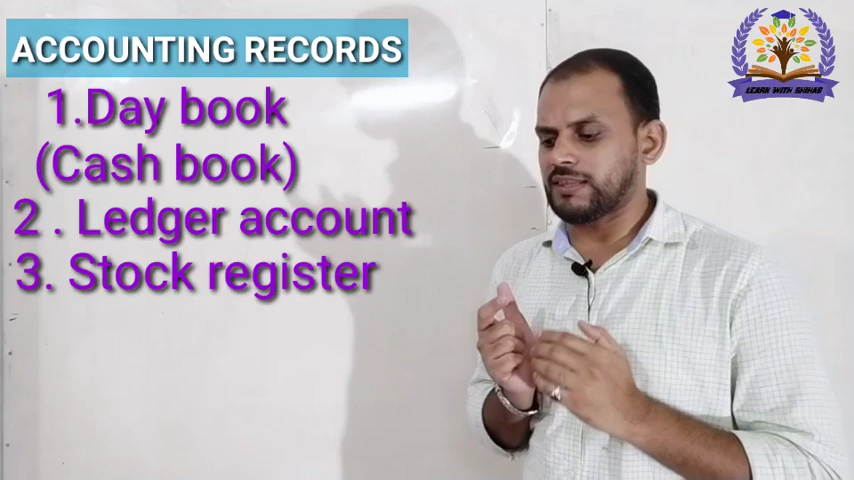 ACCOUNTING RECORDS
1.Day book
(Cash book)
2 . Ledger account
3. Stock register
LEARN WITH SHIHAB